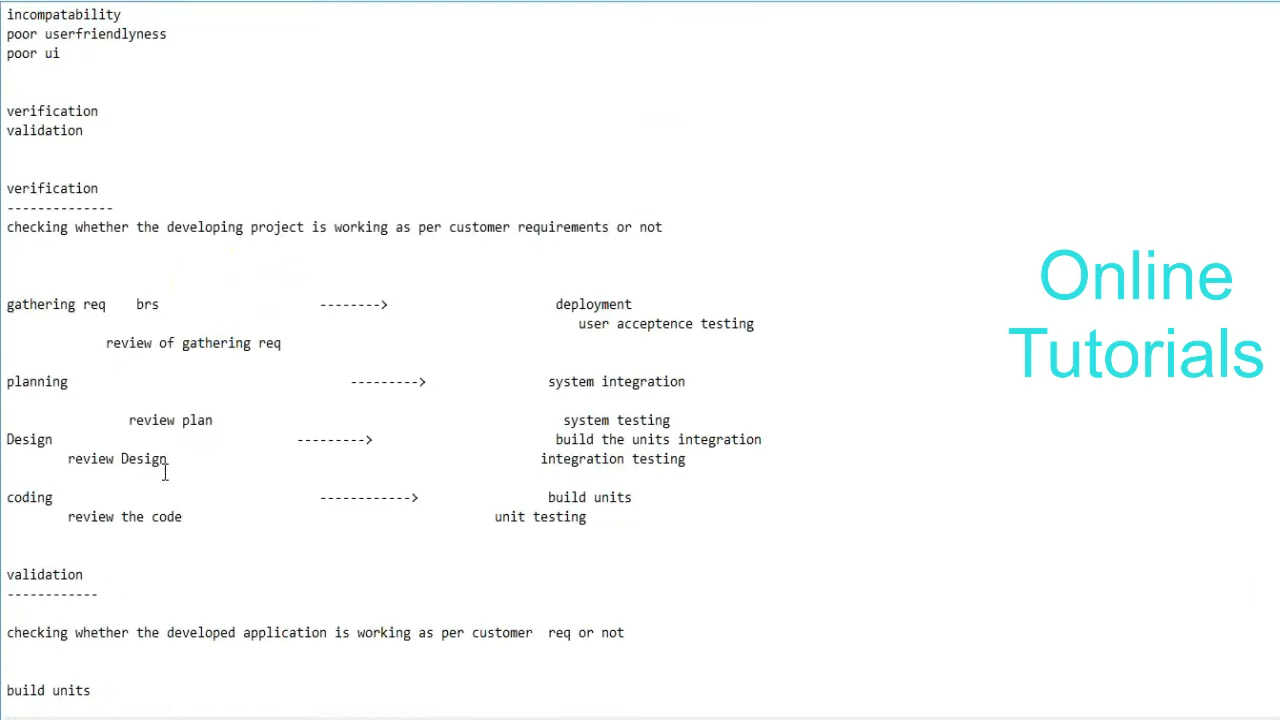 incompatability
poor userfriendlyness
poor ui
verification
validation
verification
--------------
checking whether the developing project is working as per customer requirements or not
gathering req    brs                     -------->                      deployment
user acceptence testing
review of gathering req
planning                                     --------->                system integration
review plan                                              system testing
Design                                --------->                        build the units integration
review Design                                                 integration testing
coding                                   ------------>                 build units
review the code                                         unit testing
validation
------------
checking whether the developed application is working as per customer  req or not
build units
Online
Tutorials